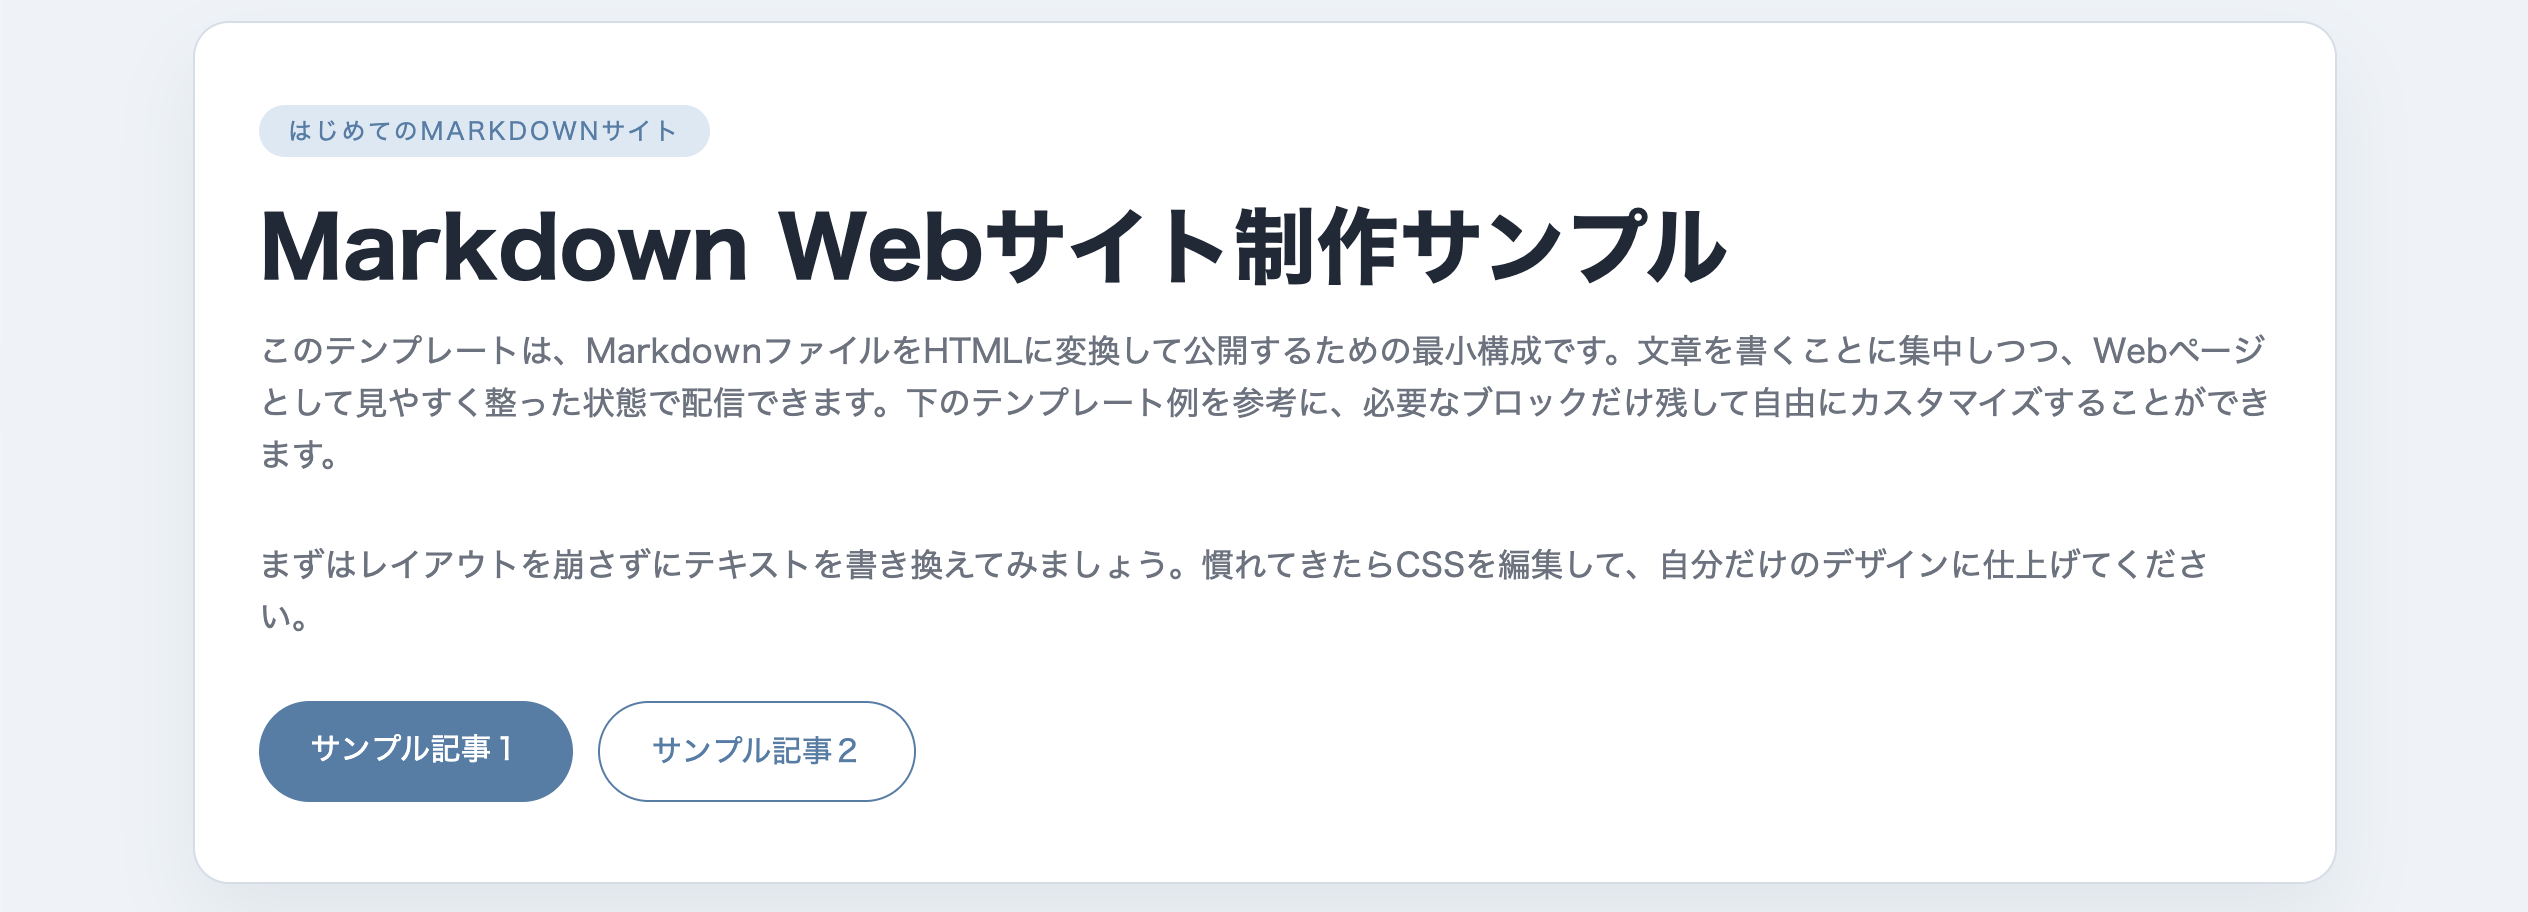 はじめてのMARKDOWNサイト
Markdown Webサイト制作サンプル
このテンプレートは、MarkdownファイルをHTMLに変換して公開するための最小構成です。文章を書くことに集中しつつ、Webページ
として見やすく整った状態で配信できます。下のテンプレート例を参考に、必要なブロックだけ残して自由にカスタマイズすることができ
ます。
まずはレイアウトを崩さずにテキストを書き換えてみましょう。慣れてきたらCSSを編集して、自分だけのデザインに仕上げてくださ
い。
サンプル記事1
サンプル記事2